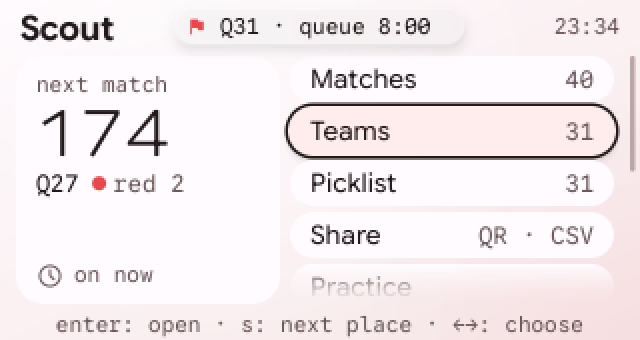 Scout
Q31 · queue 8:00
23:34
next match
174
Q27 red 2
on now
Matches 40
Teams 31
Picklist 31
Share QR · CSV
Practice
enter: open · s: next place · ↔: choose